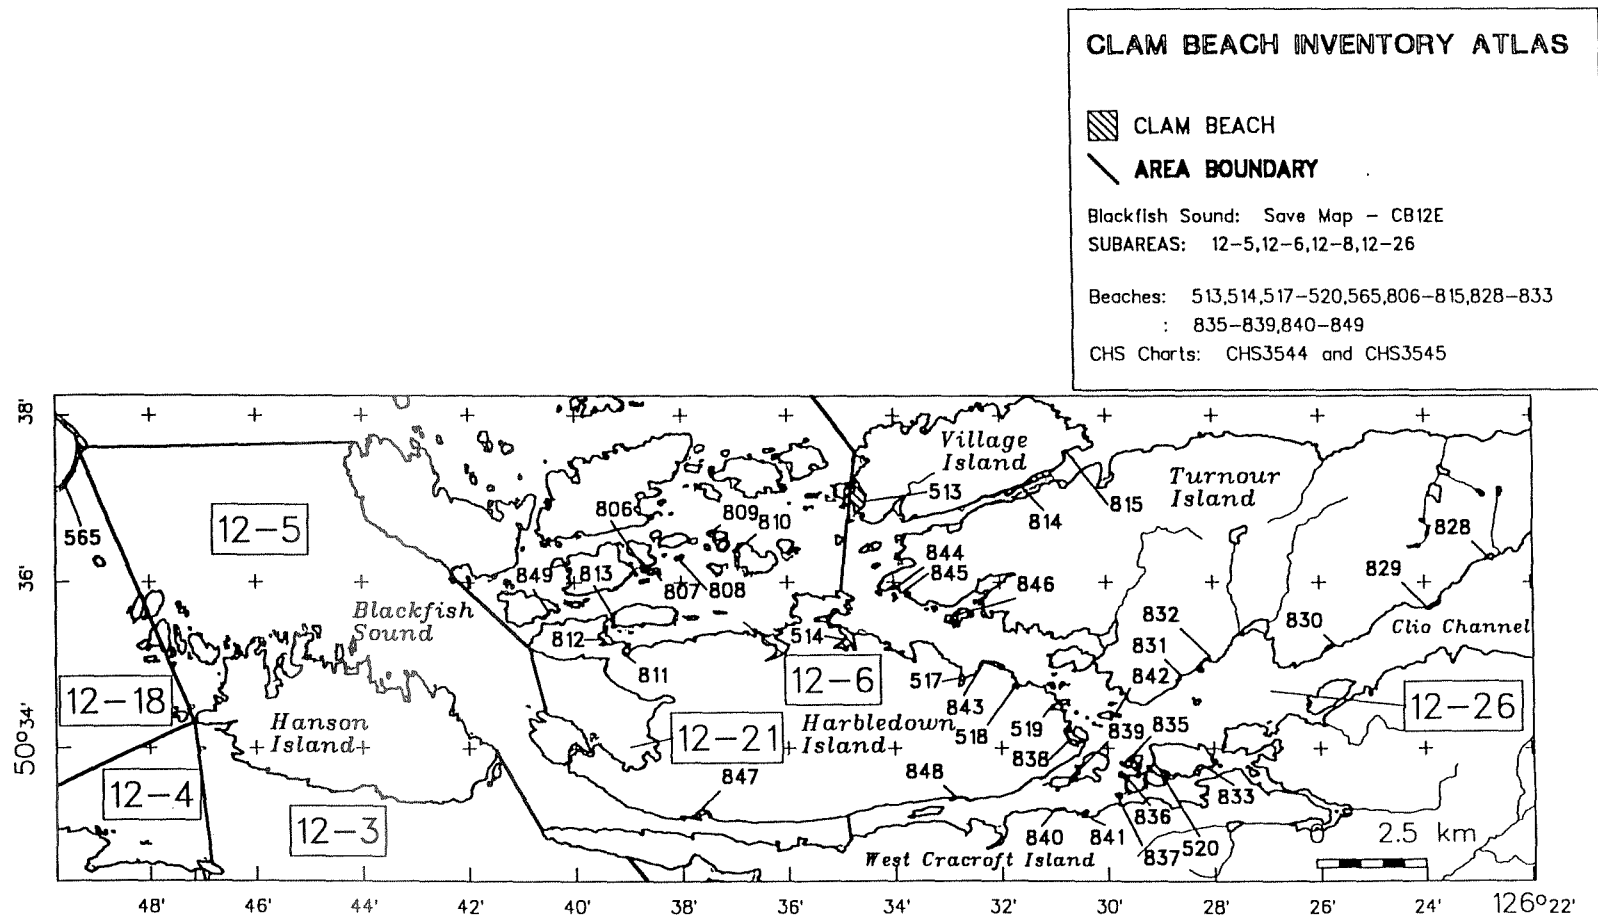 CLAM BEACH INVENTORY ATLAS
CLAM BEACH
AREA BOUNDARY
Blackfish Sound: Save Map - CB12E
SUBAREAS: 12-5,12-6,12-8,12-26
Beaches: 513,514,517-520,565,806-815,828-833
: 835-839,840-849
CHS Charts: CHS3544 and CHS3545
38'
Village
Island
Turnour
Island
513
815
814
806
809
810
565
12-5
828
844
845
849
813
807
808
846
829
36'
Blackfish
Sound
832
830
Clio Channel
812
514
831
811
12-6
517
842
12-18
843
12-26
Hanson
Island
Harbledown
Island
519
518
839
835
12-21
838
50°34'
847
848
12-4
833
12-3
840
841
836
837
520
0 2.5 km
West Cracroft Island
48' 46' 44' 42' 40' 38' 36' 34' 32' 30' 28' 26' 24' 126°22'